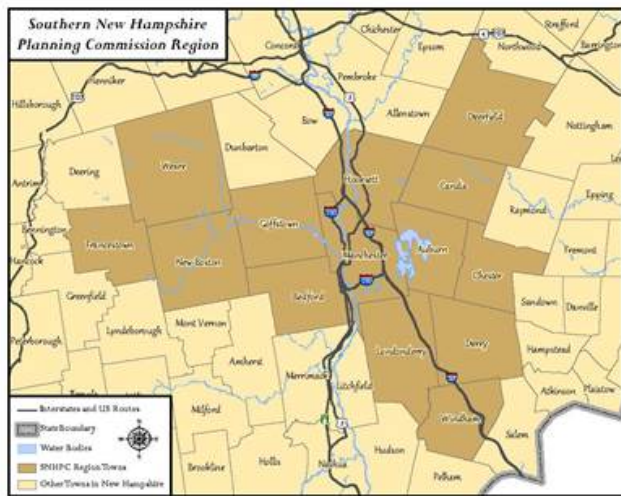 Southern New Hampshire
Planning Commission Region
Concord
Chichester
Strafford
Epsom
Northwood
Barrington
Henniker
Pembroke
Hillsborough
Bow
Allenstown
Deerfield
Nottingham
Weare
Dunbarton
Deering
Antrim
Hooksett
Candia
Raymond
Epping
Bennington
Francestown
Goffstown
New Boston
Manchester
Auburn
Fremont
Hancock
Chester
Greenfield
Bedford
Sandown
Danville
Mont Vernon
Lyndeborough
Peterborough
Londonderry
Derry
Hampstead
Amherst
Merrimack
Litchfield
Atkinson
Plaistow
Milford
Windham
Salem
Hudson
Brookline
Hollis
Nashua
Pelham
Interstates and US Routes
State Boundary
Water Bodies
SNHPC Region Towns
Other Towns in New Hampshire